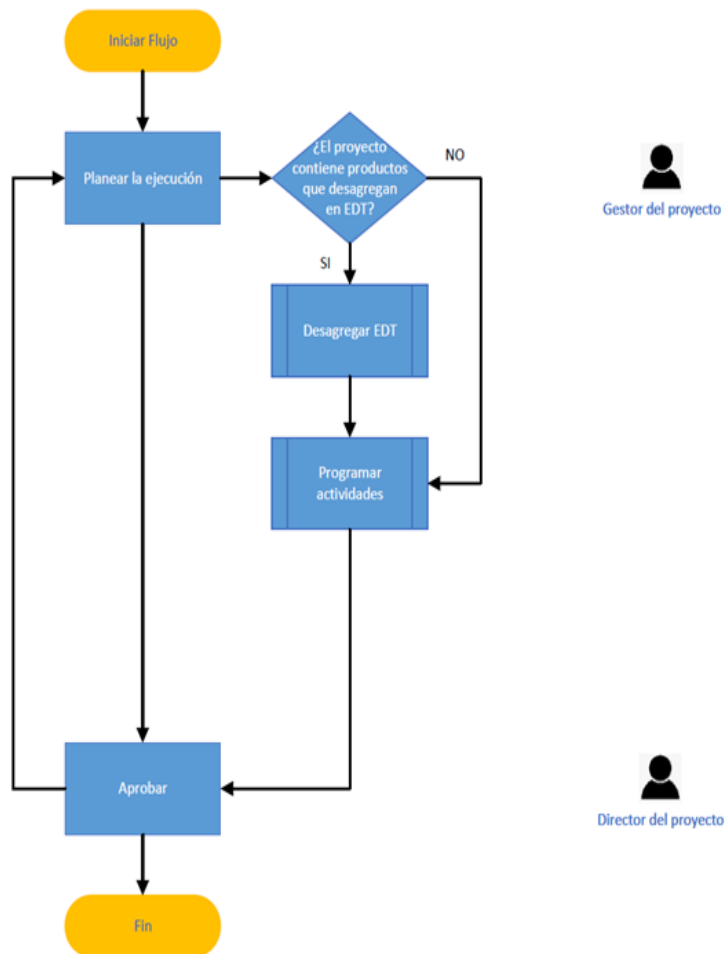 Iniciar Flujo
Planear la ejecución
¿El proyecto
contiene productos
que desagregan
en EDT?
NO
Gestor del proyecto
SI
Desagregar EDT
Programar
actividades
Aprobar
Director del proyecto
Fin